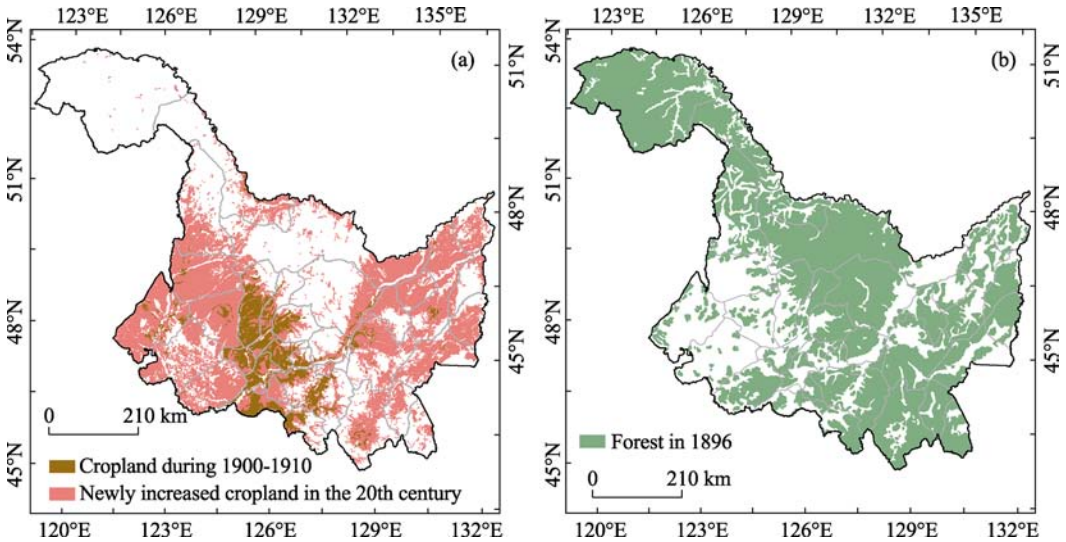 123°E 126°E 129°E 132°E 135°E
123°E 126°E 129°E 132°E 135°E
54°N
51°N
48°N
45°N
51°N
48°N
45°N
(a)
0 210 km
Cropland during 1900-1910
Newly increased cropland in the 20th century
120°E 123°E 126°E 129°E 132°E
54°N
51°N
48°N
45°N
51°N
48°N
45°N
(b)
Forest in 1896
0 210 km
120°E 123°E 126°E 129°E 132°E